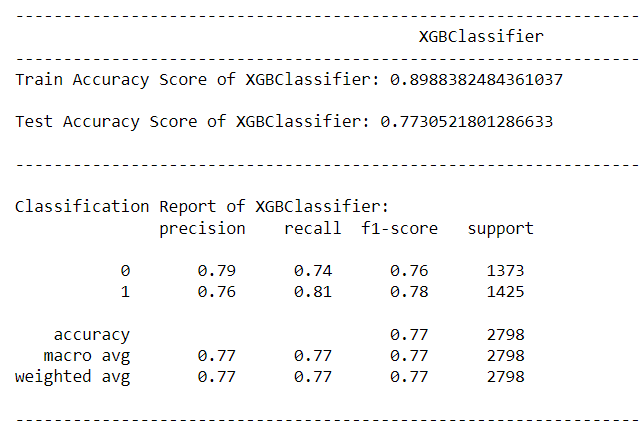 --------------------------------------------------------------------
XGBClassifier
--------------------------------------------------------------------
Train Accuracy Score of XGBClassifier: 0.8988382484361037
Test Accuracy Score of XGBClassifier: 0.7730521801286633
--------------------------------------------------------------------
Classification Report of XGBClassifier:
precision recall f1-score support
0 0.79 0.74 0.76 1373
1 0.76 0.81 0.78 1425
accuracy 0.77 2798
macro avg 0.77 0.77 0.77 2798
weighted avg 0.77 0.77 0.77 2798
--------------------------------------------------------------------